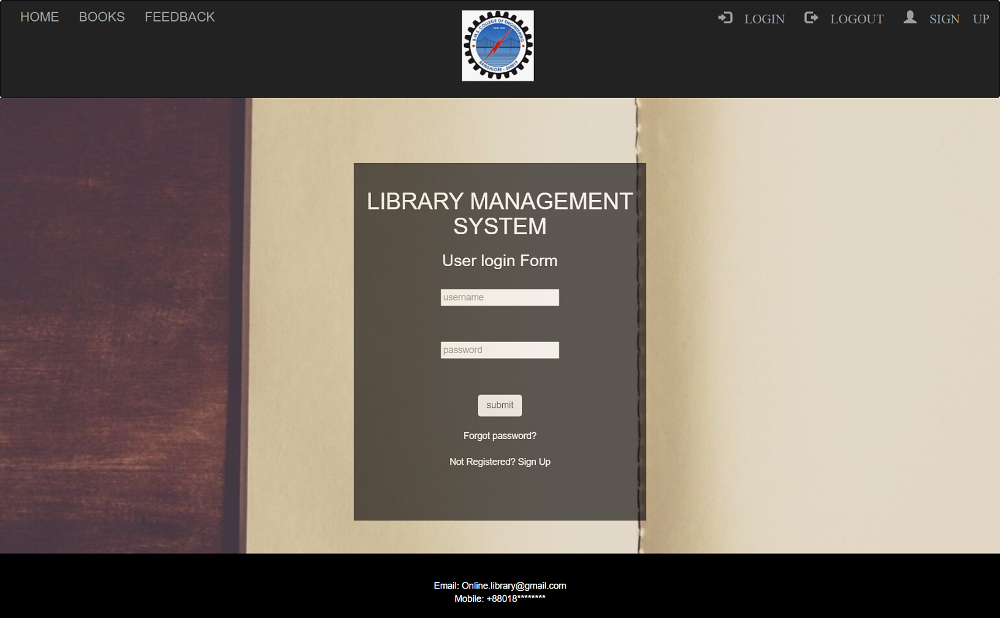 HOME BOOKS FEEDBACK
B.M.S. COLLEGE OF ENGINEERING
BANGALORE - 560019
LOGIN LOGOUT SIGN UP
LIBRARY MANAGEMENT
SYSTEM
User login Form
username
password
submit
Forgot password?
Not Registered? Sign Up
Email: Online.library@gmail.com
Mobile: +88018********